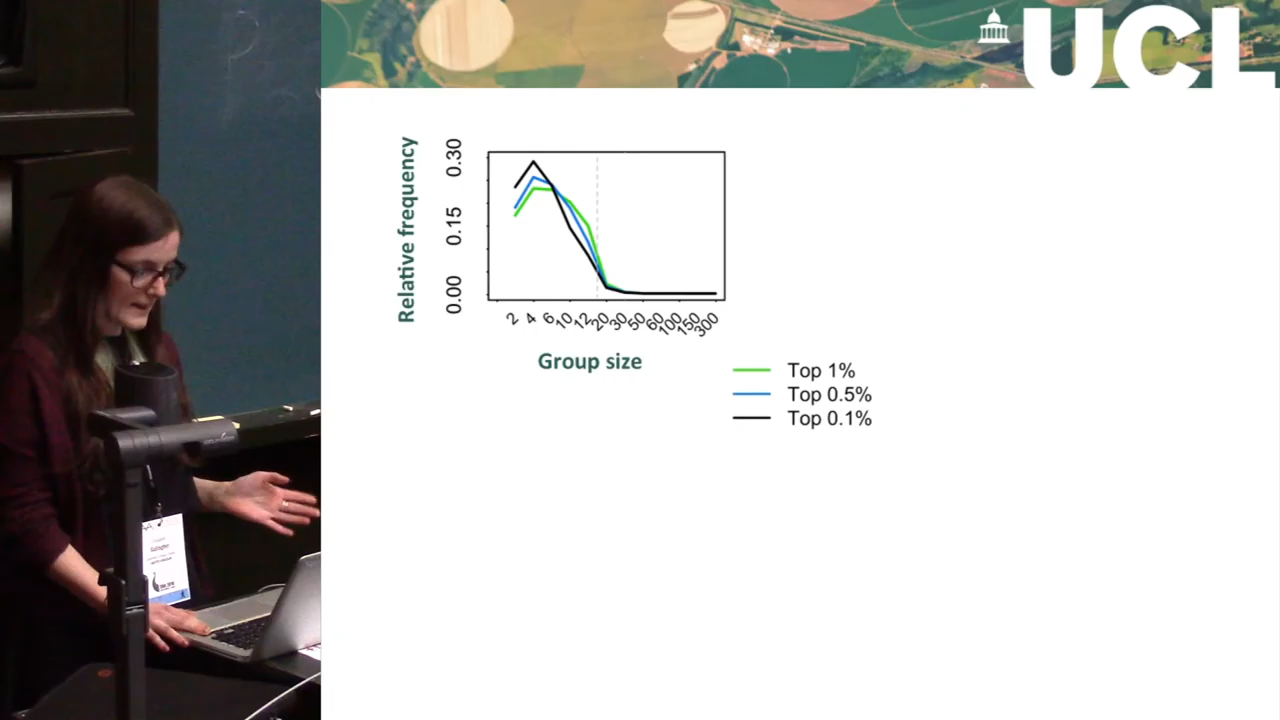 UCL
Relative frequency
0.30
0.15
0.00
2 4 6 10 12 20 30 50 60 100 150 300
Group size
Top 1%
Top 0.5%
Top 0.1%